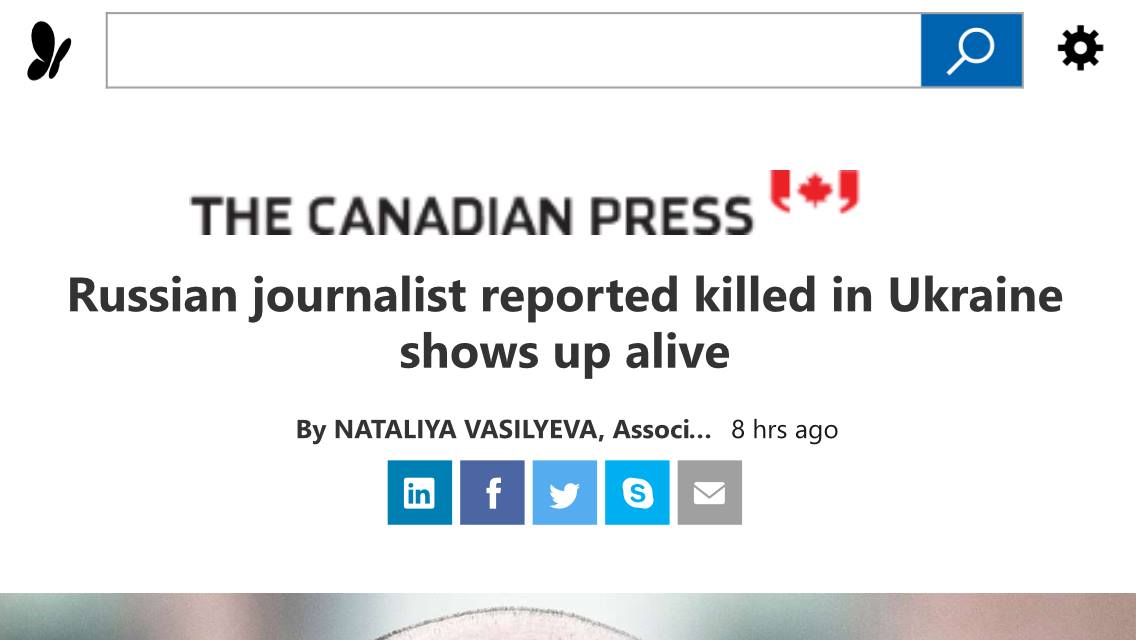 THE CANADIAN PRESS
Russian journalist reported killed in Ukraine
shows up alive
By NATALIYA VASILYEVA, Associ... 8 hrs ago